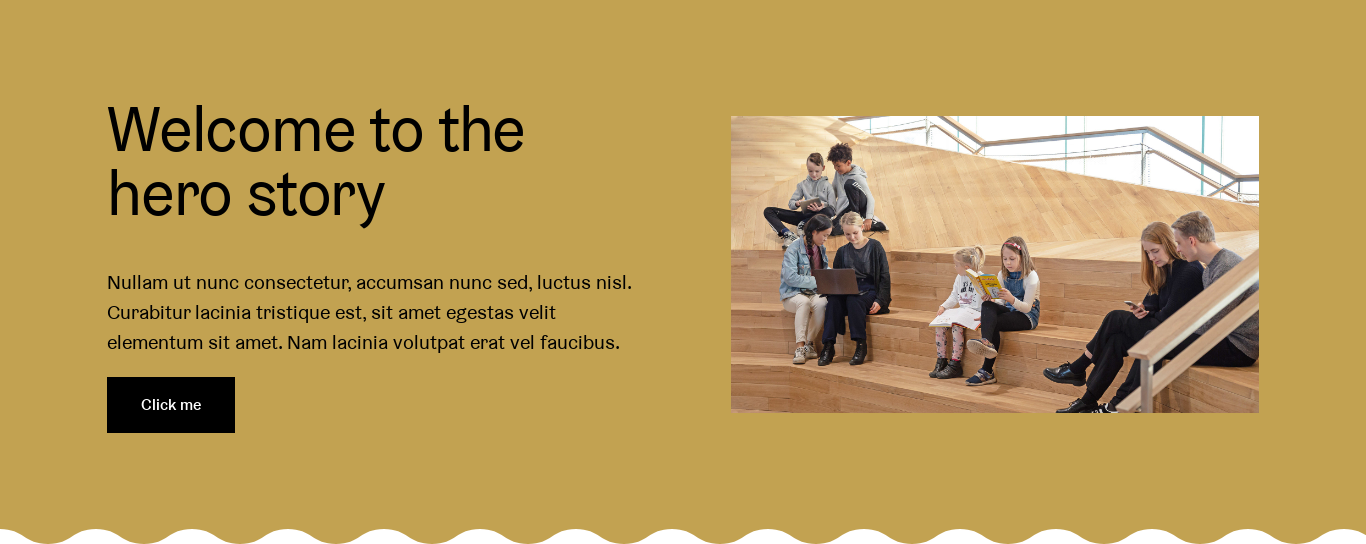 Welcome to the
hero story
Nullam ut nunc consectetur, accumsan nunc sed, luctus nisl.
Curabitur lacinia tristique est, sit amet egestas velit
elementum sit amet. Nam lacinia volutpat erat vel faucibus.
Click me